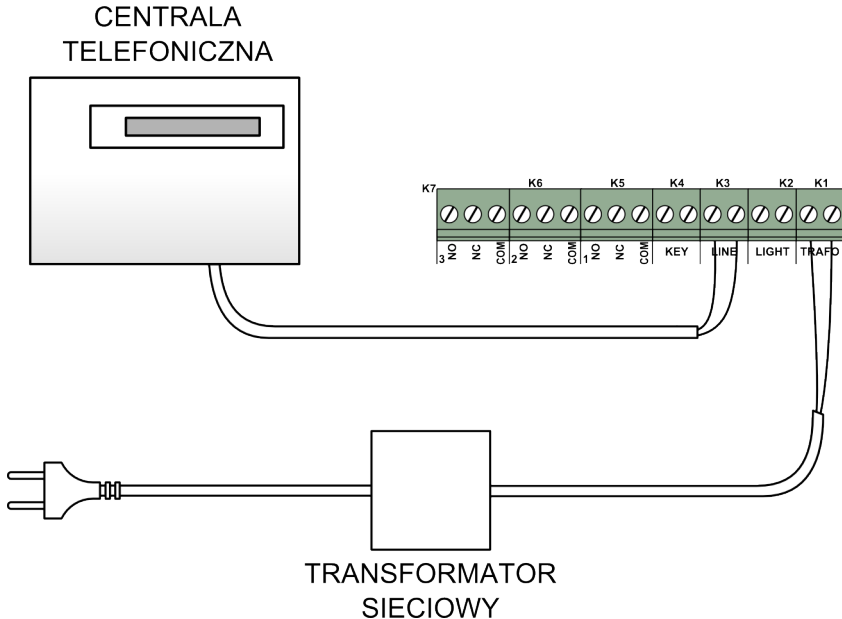 CENTRALA
TELEFONICZNA
K7 K6 K5 K4 K3 K2 K1
3 NO NC COM 2 NO NC COM 1 NO NC COM KEY LINE LIGHT TRAFO
TRANSFORMATOR
SIECIOWY